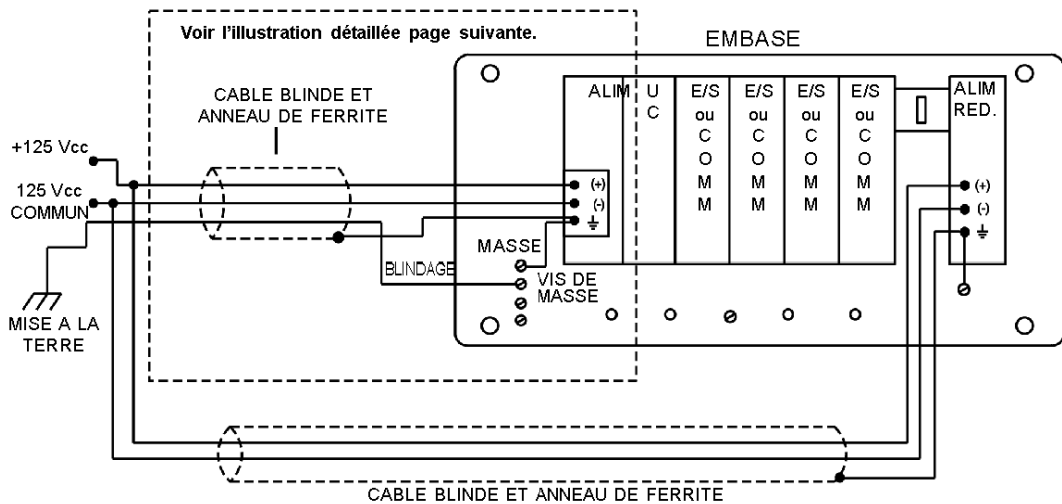 Voir l'illustration détaillée page suivante.
EMBASE
CABLE BLINDE ET
ANNEAU DE FERRITE
ALIM
U
C
E/S
ou
C
O
M
M
E/S
ou
C
O
M
M
E/S
ou
C
O
M
M
E/S
ou
C
O
M
M
ALIM
RED.
+125 Vcc
125 Vcc
COMMUN
(+)
(-)
(+)
(-)
MASSE
BLINDAGE
VIS DE
MASSE
MISE A LA
TERRE
CABLE BLINDE ET ANNEAU DE FERRITE